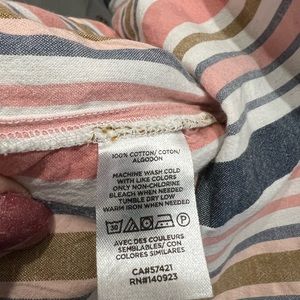 100% COTTON/ COTON/
ALGODÓN
MACHINE WASH COLD
WITH LIKE COLORS
ONLY NON-CHLORINE
BLEACH WHEN NEEDED
TUMBLE DRY LOW
WARM IRON WHEN NEEDED
30
AVEC DES COULEURS
SEMBLABLES/ CON
COLORES SIMILARES
CA#57421
RN#140923